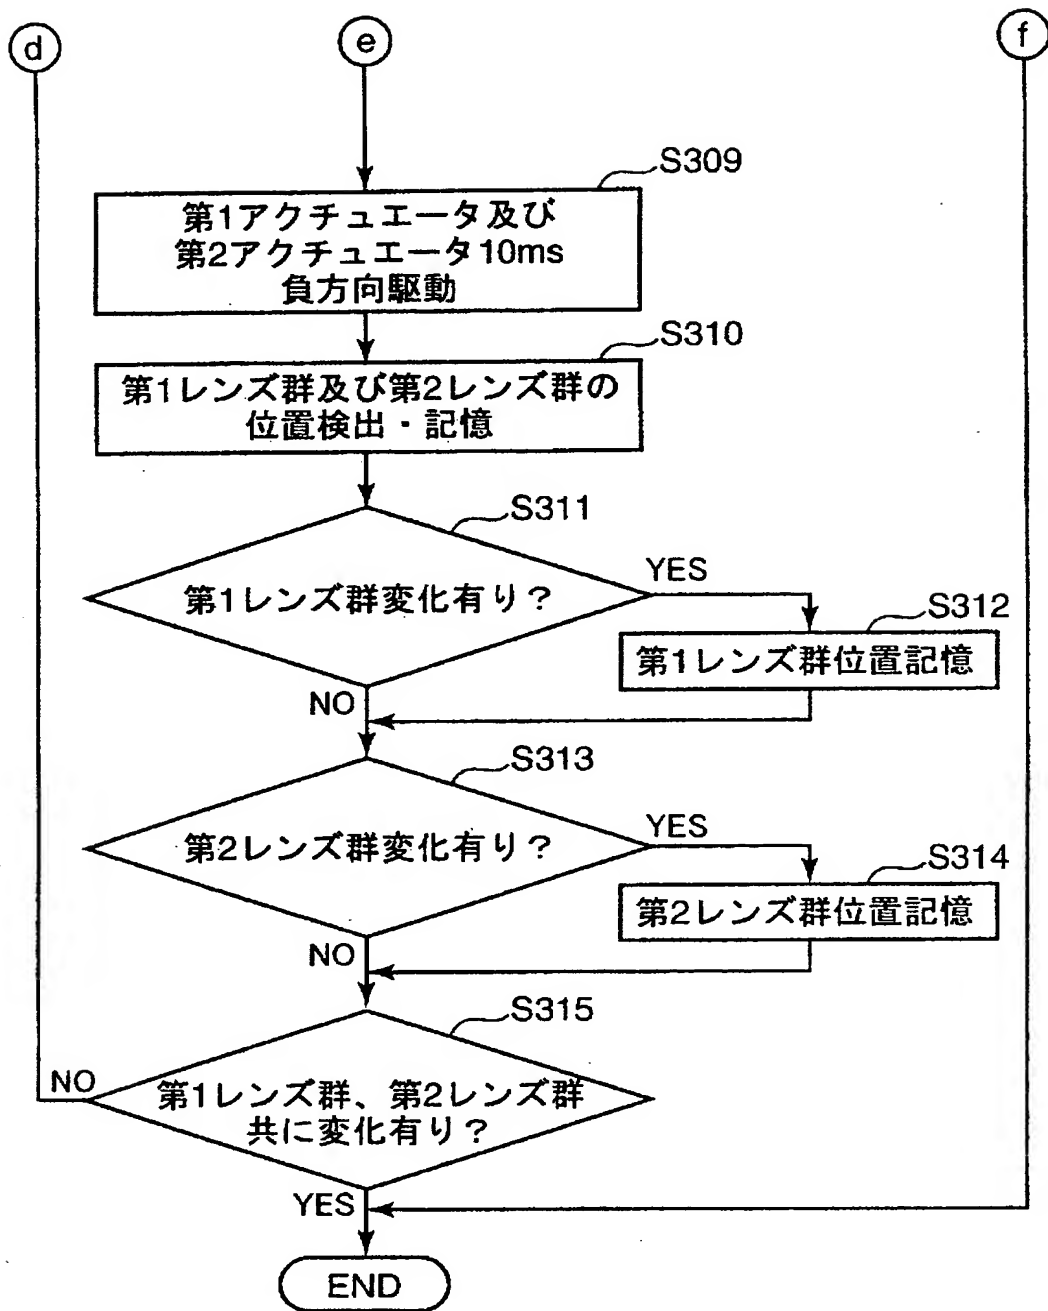 d
e
f
S309
第1アクチュエータ及び
第2アクチュエータ10ms
負方向駆動
S310
第1レンズ群及び第2レンズ群の
位置検出・記憶
S311
第1レンズ群変化有り?
YES
S312
第1レンズ群位置記憶
NO
S313
第2レンズ群変化有り?
YES
S314
第2レンズ群位置記憶
NO
S315
NO
第1レンズ群、第2レンズ群
共に変化有り?
YES
END